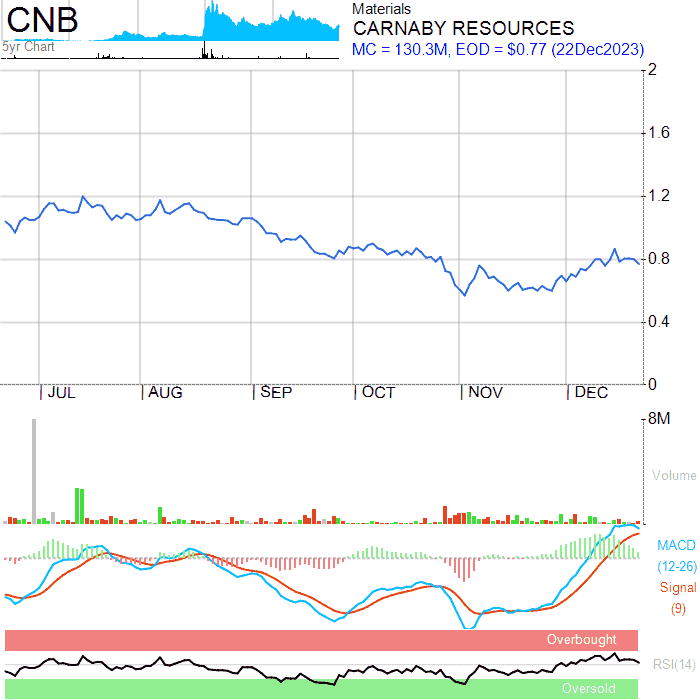 CNB
5yr Chart
Materials
CARNABY RESOURCES
MC = 130.3M, EOD = $0.77 (22Dec2023)
2
1.6
1.2
0.8
0.4
0
JUL AUG SEP OCT NOV DEC
8M
Volume
MACD
(12-26)
Signal
(9)
Overbought
RSI(14)
Oversold